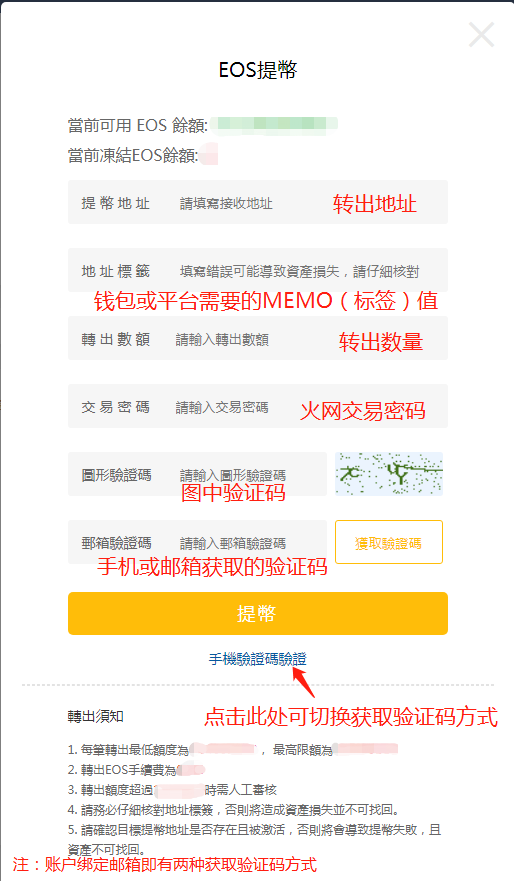 EOS提幣
當前可用 EOS 餘額:
當前凍結EOS餘額:
提幣地址 請填寫接收地址 转出地址
地址標籤 填寫錯誤可能導致資產損失，請仔細核對
钱包或平台需要的MEMO（标签）值
轉出數額 請輸入轉出數額 转出数量
交易密碼 請輸入交易密碼 火网交易密码
圖形驗證碼 請輸入圖形驗證碼
图中验证码
郵箱驗證碼 請輸入郵箱驗證碼 獲取驗證碼
手机或邮箱获取的验证码
提幣
手機驗證碼驗證
轉出須知 点击此处可切换获取验证码方式
1. 每筆轉出最低額度為 ， 最高限額為
2. 轉出EOS手續費為
3. 轉出額度超過 時需人工審核
4. 請務必仔細核對地址標簽，否則將造成資產損失並不可找回。
5. 請確認目標提幣地址是否存在且被激活，否則將會導致提幣失敗，且
資產不可找回。
注：账户绑定邮箱即有两种获取验证码方式